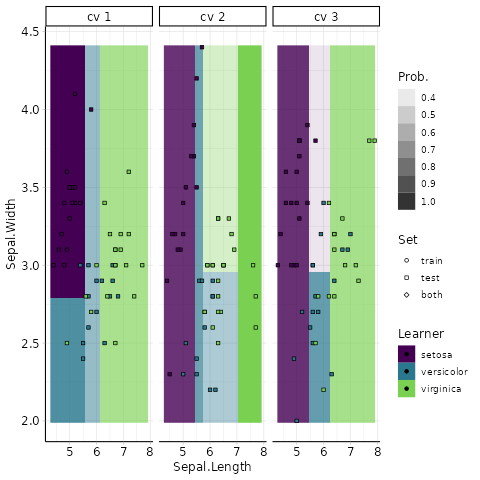 cv 1 cv 2 cv 3
4.5
4.0
3.5
3.0
2.5
2.0
Sepal.Width
5 6 7 8 5 6 7 8 5 6 7 8
Sepal.Length
Prob.
0.4
0.5
0.6
0.7
0.8
0.9
1.0
Set
train
test
both
Learner
setosa
versicolor
virginica